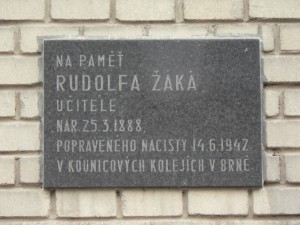 NA PAMĚŤ
RUDOLFA ŽÁKA
UČITELE,
NAR. 25.3.1888,
POPRAVENÉHO NACISTY 14.6.1942
V KOUNICOVÝCH KOLEJÍCH V BRNĚ